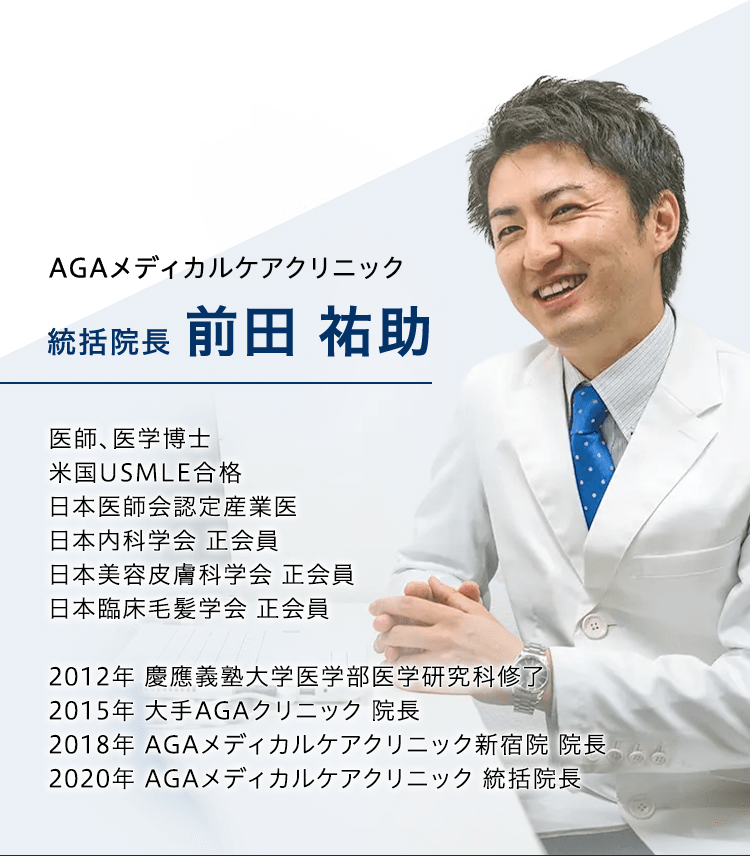 AGAメディカルケアクリニック
統括院長 前田 祐助
医師、医学博士
米国USMLE合格
日本医師会認定産業医
日本内科学会 正会員
日本美容皮膚科学会 正会員
日本臨床毛髪学会 正会員
2012年 慶應義塾大学医学部医学研究科修了
2015年 大手AGAクリニック 院長
2018年 AGAメディカルケアクリニック新宿院 院長
2020年 AGAメディカルケアクリニック 統括院長